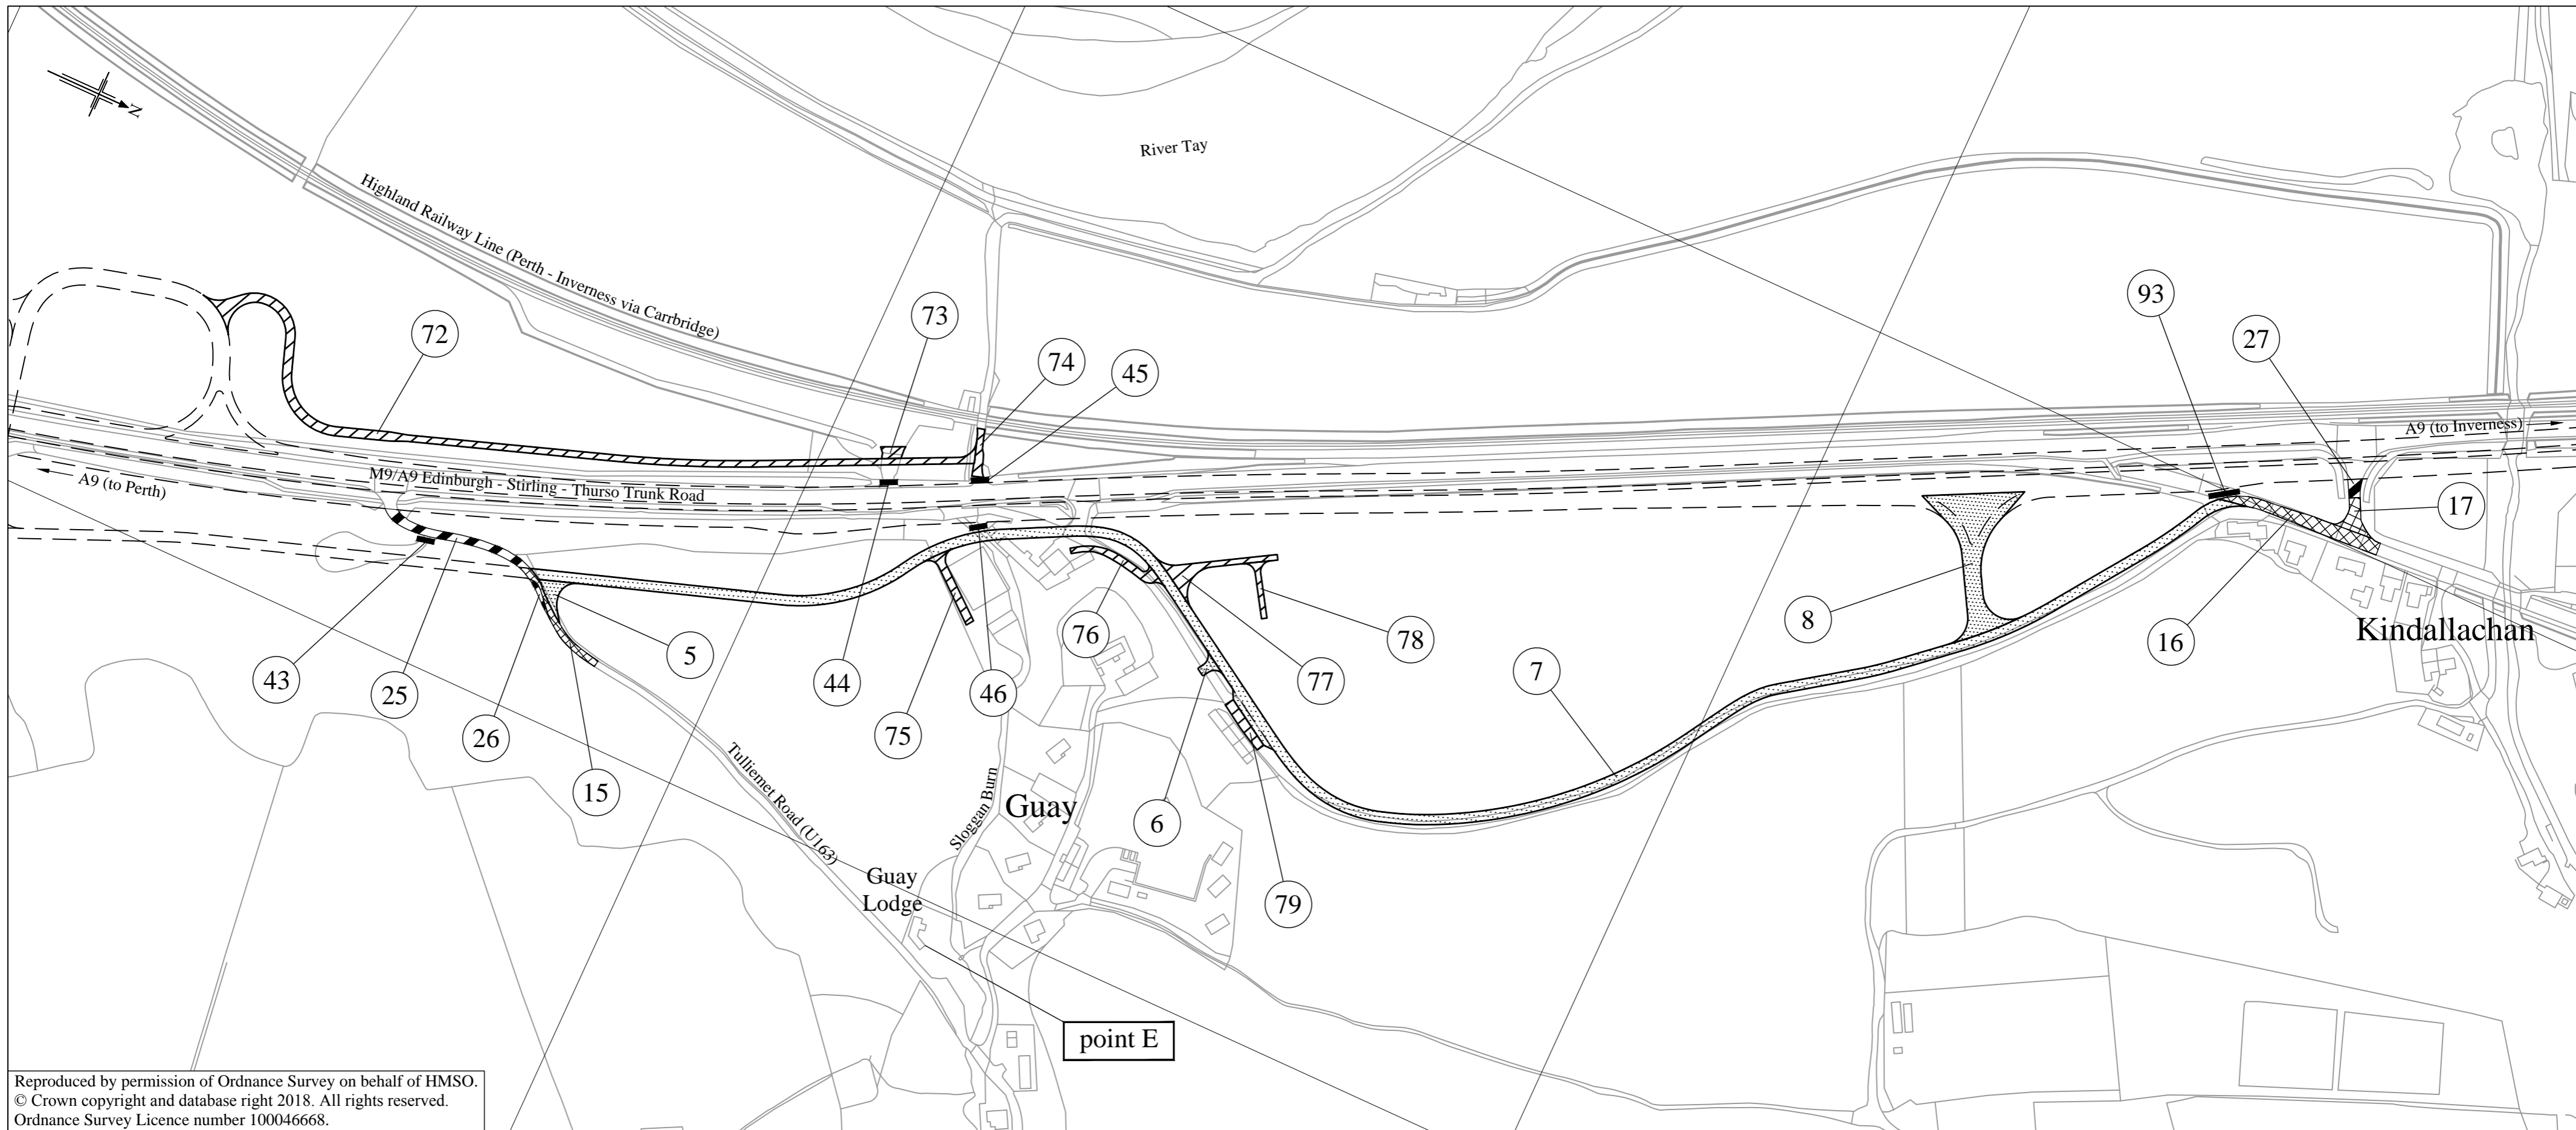 N
River Tay
Highland Railway Line (Perth - Inverness via Carrbridge)
93
73
27
72
74
45
A9 (to Inverness)
M9/A9 Edinburgh - Stirling - Thurso Trunk Road
A9 (to Perth)
17
8
76
78
Kindallachan
16
5
7
43
25
44
46
77
26
75
15
Tulliemet Road (U163)
Sloggan Burn
Guay
6
Guay
Lodge
79
point E
Reproduced by permission of Ordnance Survey on behalf of HMSO.
© Crown copyright and database right 2018. All rights reserved.
Ordnance Survey Licence number 100046668.